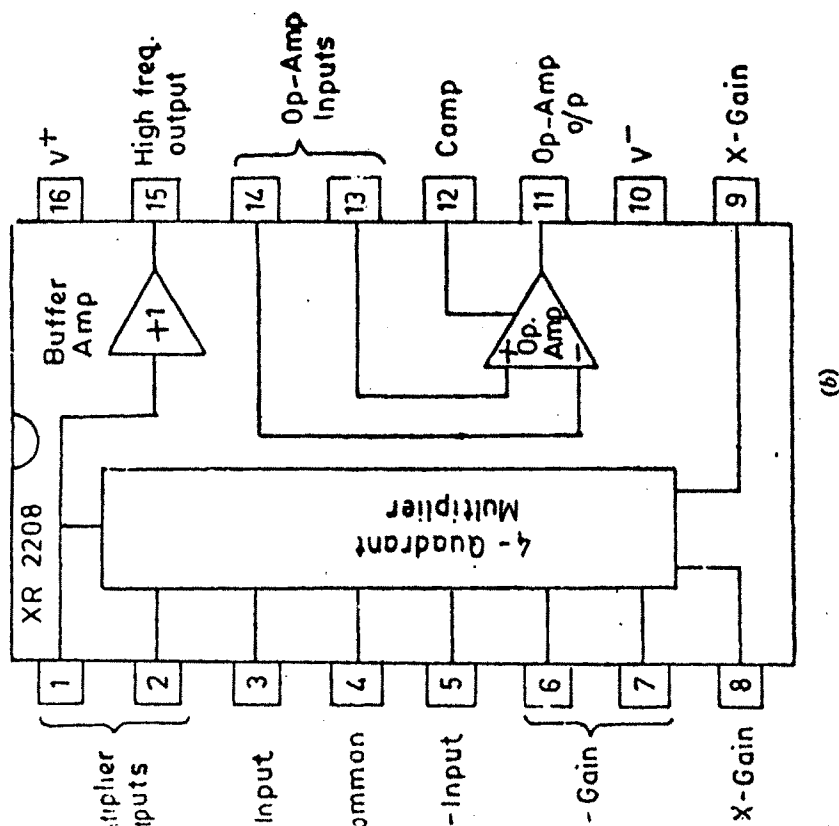 XR 2208
1
2
3
4
5
6
7
8
Input
-Input
- Gain
X-Gain
4 - Quadrant
Multiplier
Buffer
Amp
+1
+
Op.
Amp
−
16
15
14
13
12
11
10
9
V+
High freq.
output
Op-Amp
Inputs
Comp
Op-Amp
o/p
V−
X-Gain
(b)